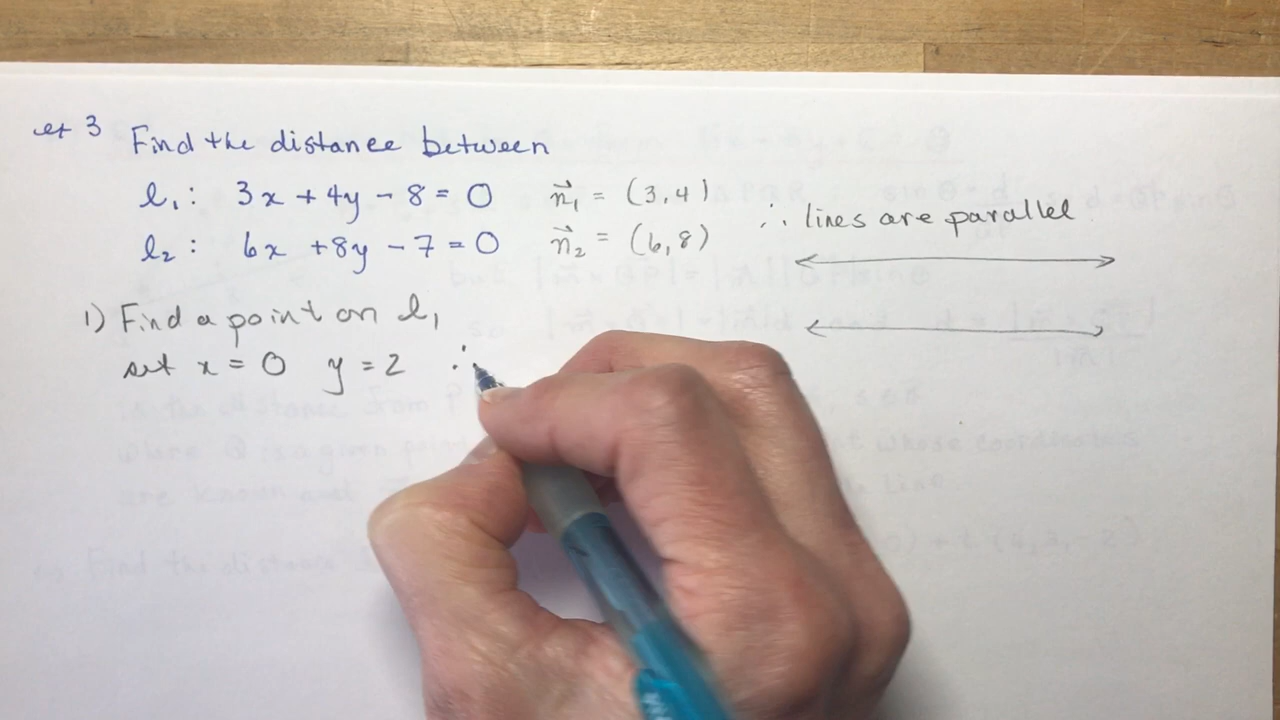 ex 3 Find the distance between
l₁: 3x + 4y - 8 = 0 n⃗₁ = (3,4)
l₂: 6x + 8y - 7 = 0 n⃗₂ = (6,8) ∴ lines are parallel
1) Find a point on l₁
set x = 0 y = 2 ∴